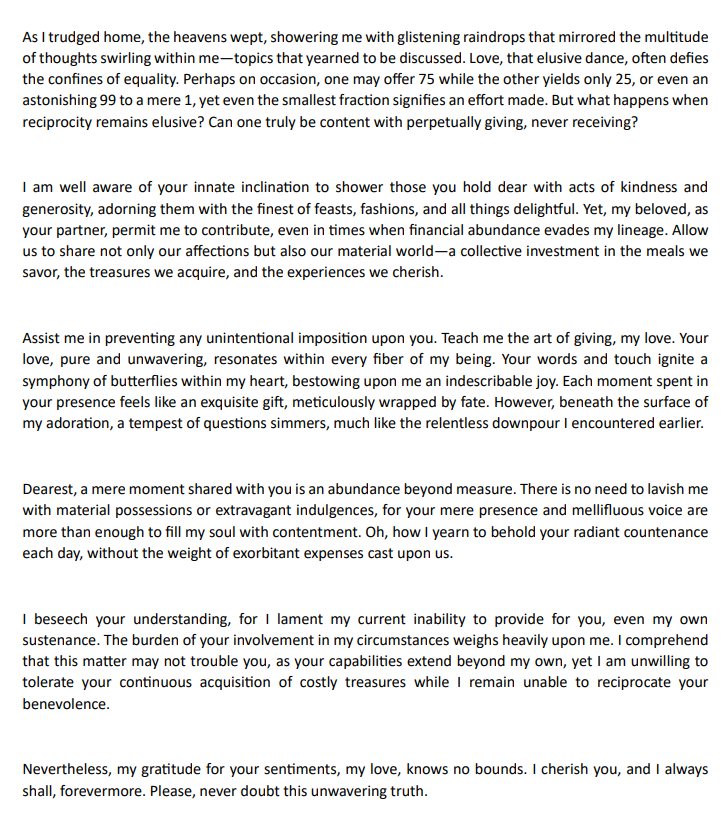 As I trudged home, the heavens wept, showering me with glistening raindrops that mirrored the multitude
of thoughts swirling within me—topics that yearned to be discussed. Love, that elusive dance, often defies
the confines of equality. Perhaps on occasion, one may offer 75 while the other yields only 25, or even an
astonishing 99 to a mere 1, yet even the smallest fraction signifies an effort made. But what happens when
reciprocity remains elusive? Can one truly be content with perpetually giving, never receiving?
I am well aware of your innate inclination to shower those you hold dear with acts of kindness and
generosity, adorning them with the finest of feasts, fashions, and all things delightful. Yet, my beloved, as
your partner, permit me to contribute, even in times when financial abundance evades my lineage. Allow
us to share not only our affections but also our material world—a collective investment in the meals we
savor, the treasures we acquire, and the experiences we cherish.
Assist me in preventing any unintentional imposition upon you. Teach me the art of giving, my love. Your
love, pure and unwavering, resonates within every fiber of my being. Your words and touch ignite a
symphony of butterflies within my heart, bestowing upon me an indescribable joy. Each moment spent in
your presence feels like an exquisite gift, meticulously wrapped by fate. However, beneath the surface of
my adoration, a tempest of questions simmers, much like the relentless downpour I encountered earlier.
Dearest, a mere moment shared with you is an abundance beyond measure. There is no need to lavish me
with material possessions or extravagant indulgences, for your mere presence and mellifluous voice are
more than enough to fill my soul with contentment. Oh, how I yearn to behold your radiant countenance
each day, without the weight of exorbitant expenses cast upon us.
I beseech your understanding, for I lament my current inability to provide for you, even my own
sustenance. The burden of your involvement in my circumstances weighs heavily upon me. I comprehend
that this matter may not trouble you, as your capabilities extend beyond my own, yet I am unwilling to
tolerate your continuous acquisition of costly treasures while I remain unable to reciprocate your
benevolence.
Nevertheless, my gratitude for your sentiments, my love, knows no bounds. I cherish you, and I always
shall, forevermore. Please, never doubt this unwavering truth.